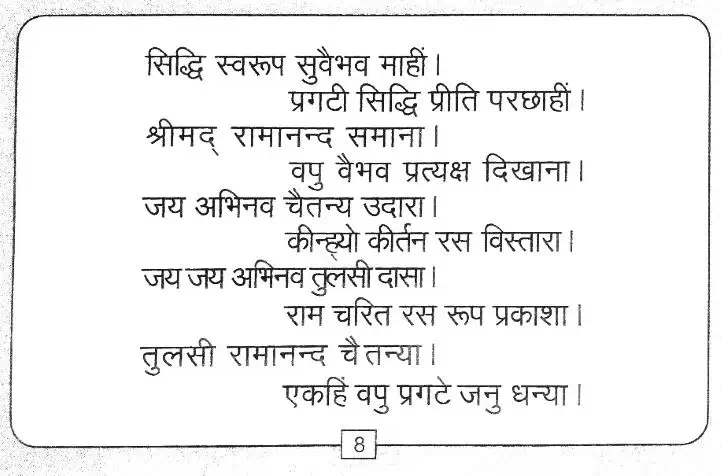 सिद्धि स्वरूप सुवैभव माहीं।
प्रगटी सिद्धि प्रीति परछाहीं।
श्रीमद् रामानन्द समाना।
वपु वैभव प्रत्यक्ष दिखाना।
जय अभिनव चैतन्य उदारा।
कीन्ह्यो कीर्तन रस विस्तारा।
जय जय अभिनव तुलसी दासा।
राम चरित रस रूप प्रकाशा।
तुलसी रामानन्द चैतन्या।
एकहिं वपु प्रगटे जनु धन्या।
8